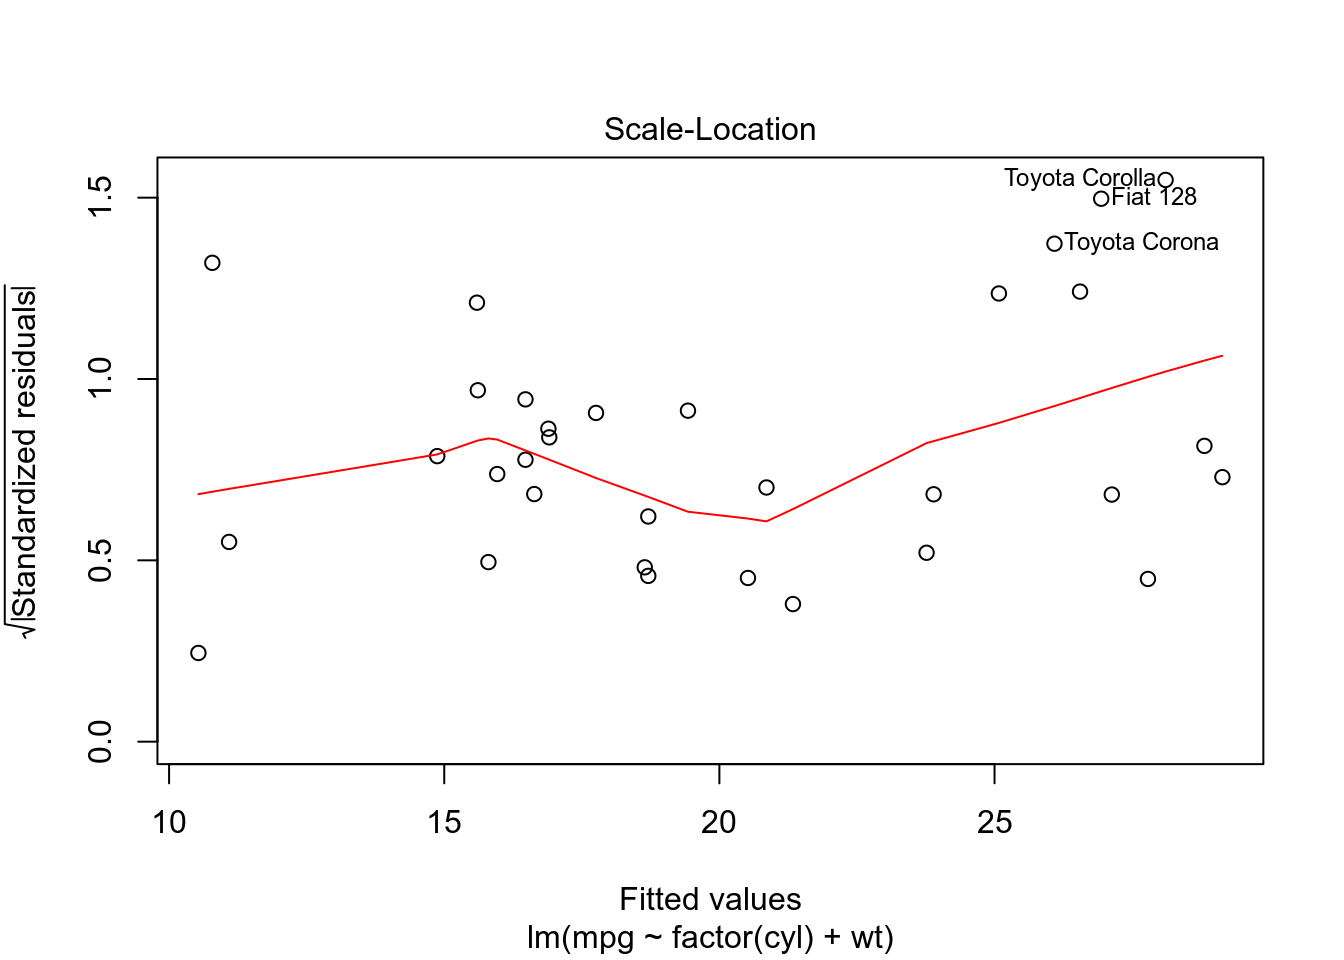 Scale-Location
Toyota Corolla
Fiat 128
Toyota Corona
√|Standardized residuals|
1.5
1.0
0.5
0.0
10 15 20 25
Fitted values
lm(mpg ~ factor(cyl) + wt)